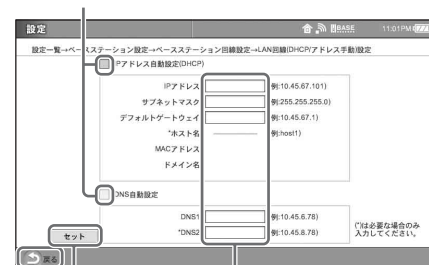 設定
BASE 11:01PM
設定一覧→ベースステーション設定→ベースステーション回線設定→LAN回線(DHCP/アドレス手動)設定
IPアドレス自動設定(DHCP)
IPアドレス 例:10.45.67.101)
サブネットマスク 例:255.255.255.0)
デフォルトゲートウェイ 例:10.45.67.1)
*ホスト名 例:host1)
MACアドレス
ドメイン名
DNS自動設定
DNS1 例:10.45.6.78)
*DNS2 例:10.45.8.78)
(*)は必要な場合のみ
入力してください。
セット
戻る